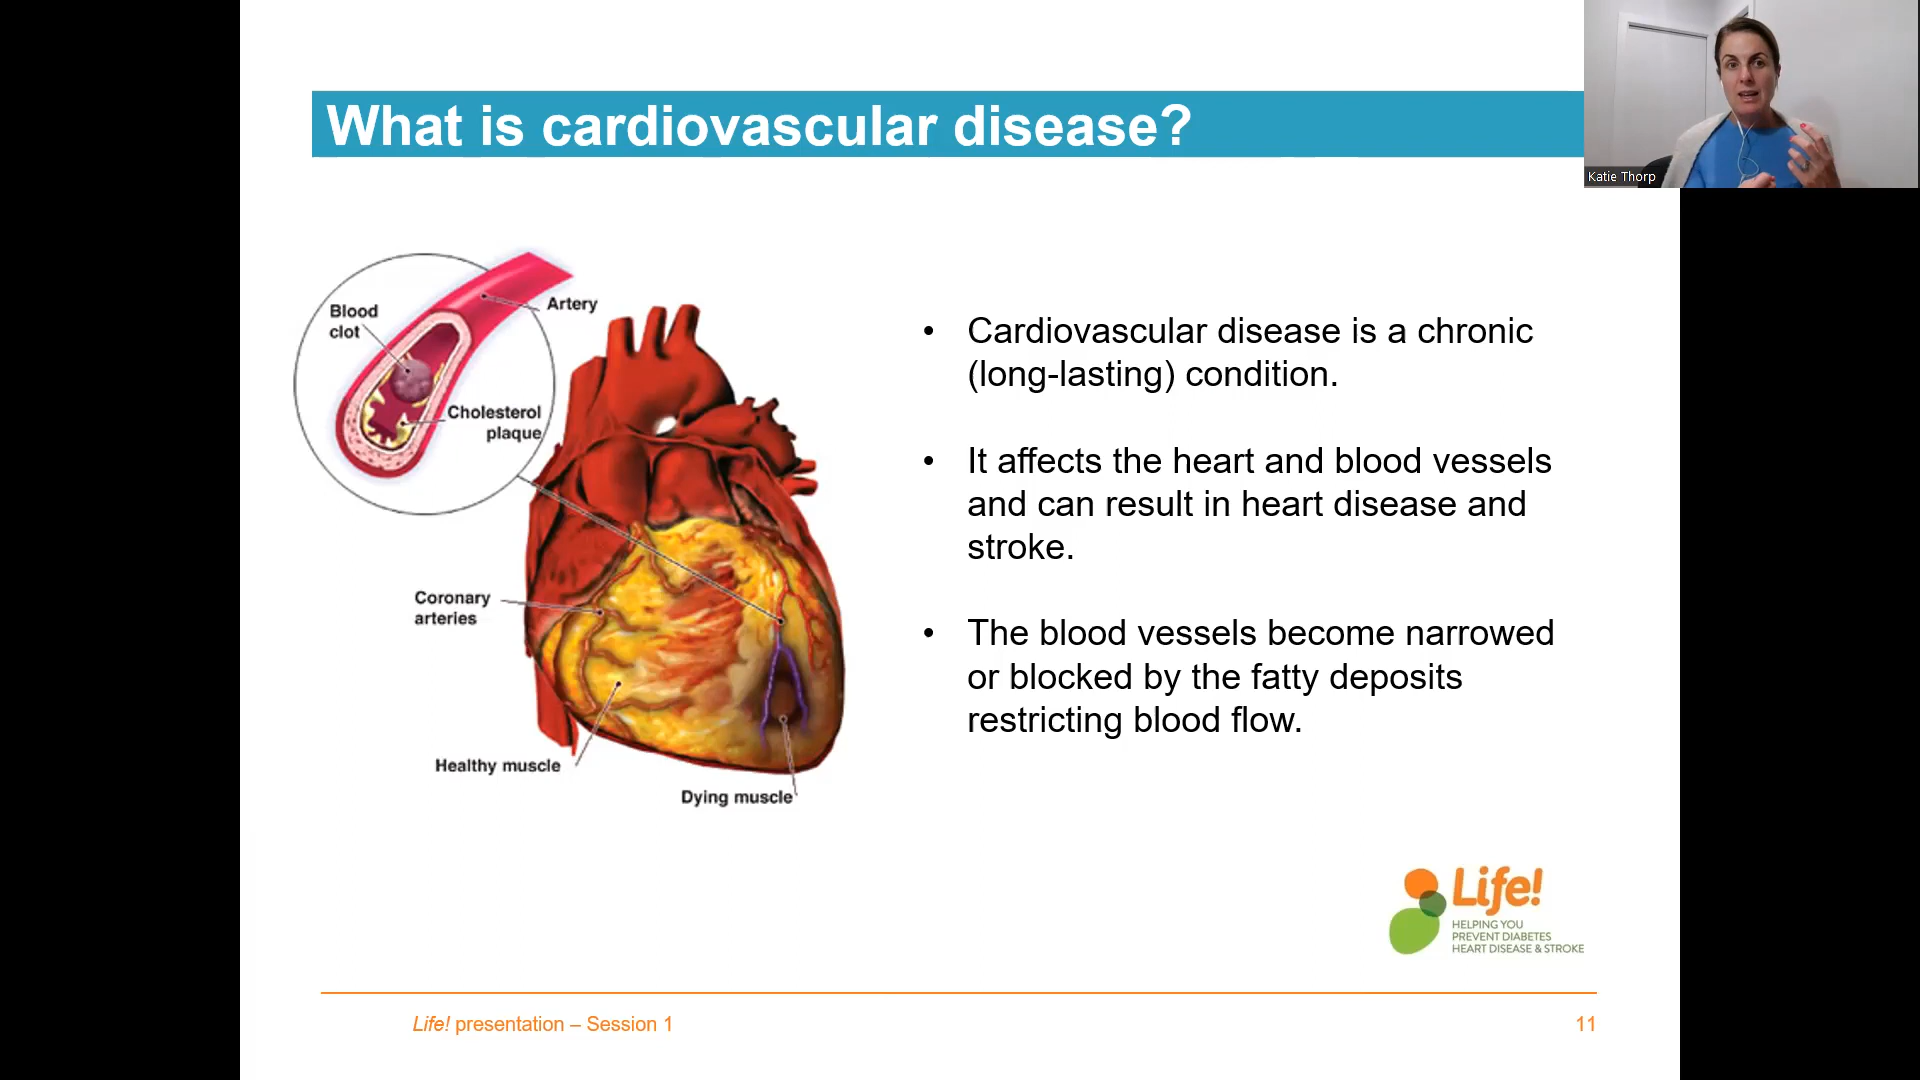 What is cardiovascular disease?
Katie Thorp
Blood
clot
Artery
Cholesterol
plaque
Coronary
arteries
Healthy muscle
Dying muscle
• Cardiovascular disease is a chronic
(long-lasting) condition.
• It affects the heart and blood vessels
and can result in heart disease and
stroke.
• The blood vessels become narrowed
or blocked by the fatty deposits
restricting blood flow.
Life!
HELPING YOU
PREVENT DIABETES
HEART DISEASE & STROKE
Life! presentation – Session 1
11